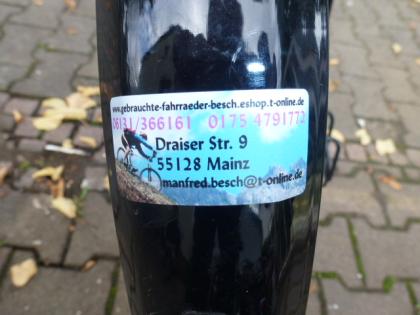 www.gebrauchte-fahrraeder-besch.eshop.t-online.de
06131/366161 0175 4791772
Draiser Str. 9
55128 Mainz
manfred.besch@t-online.de